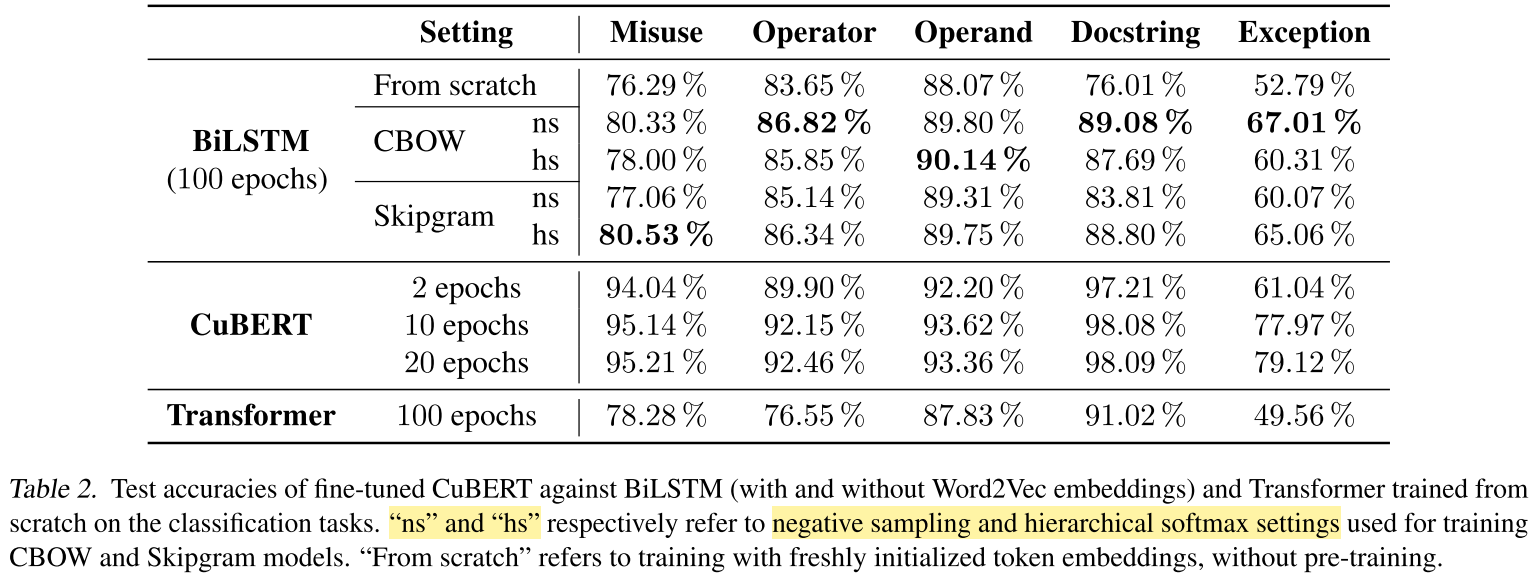 Setting Misuse Operator Operand Docstring Exception
From scratch 76.29 % 83.65 % 88.07 % 76.01 % 52.79 %
BiLSTM (100 epochs) CBOW ns 80.33 % 86.82 % 89.80 % 89.08 % 67.01 %
hs 78.00 % 85.85 % 90.14 % 87.69 % 60.31 %
Skipgram ns 77.06 % 85.14 % 89.31 % 83.81 % 60.07 %
hs 80.53 % 86.34 % 89.75 % 88.80 % 65.06 %
2 epochs 94.04 % 89.90 % 92.20 % 97.21 % 61.04 %
CuBERT 10 epochs 95.14 % 92.15 % 93.62 % 98.08 % 77.97 %
20 epochs 95.21 % 92.46 % 93.36 % 98.09 % 79.12 %
Transformer 100 epochs 78.28 % 76.55 % 87.83 % 91.02 % 49.56 %
Table 2. Test accuracies of fine-tuned CuBERT against BiLSTM (with and without Word2Vec embeddings) and Transformer trained from
scratch on the classification tasks. “ns” and “hs” respectively refer to negative sampling and hierarchical softmax settings used for training
CBOW and Skipgram models. “From scratch” refers to training with freshly initialized token embeddings, without pre-training.